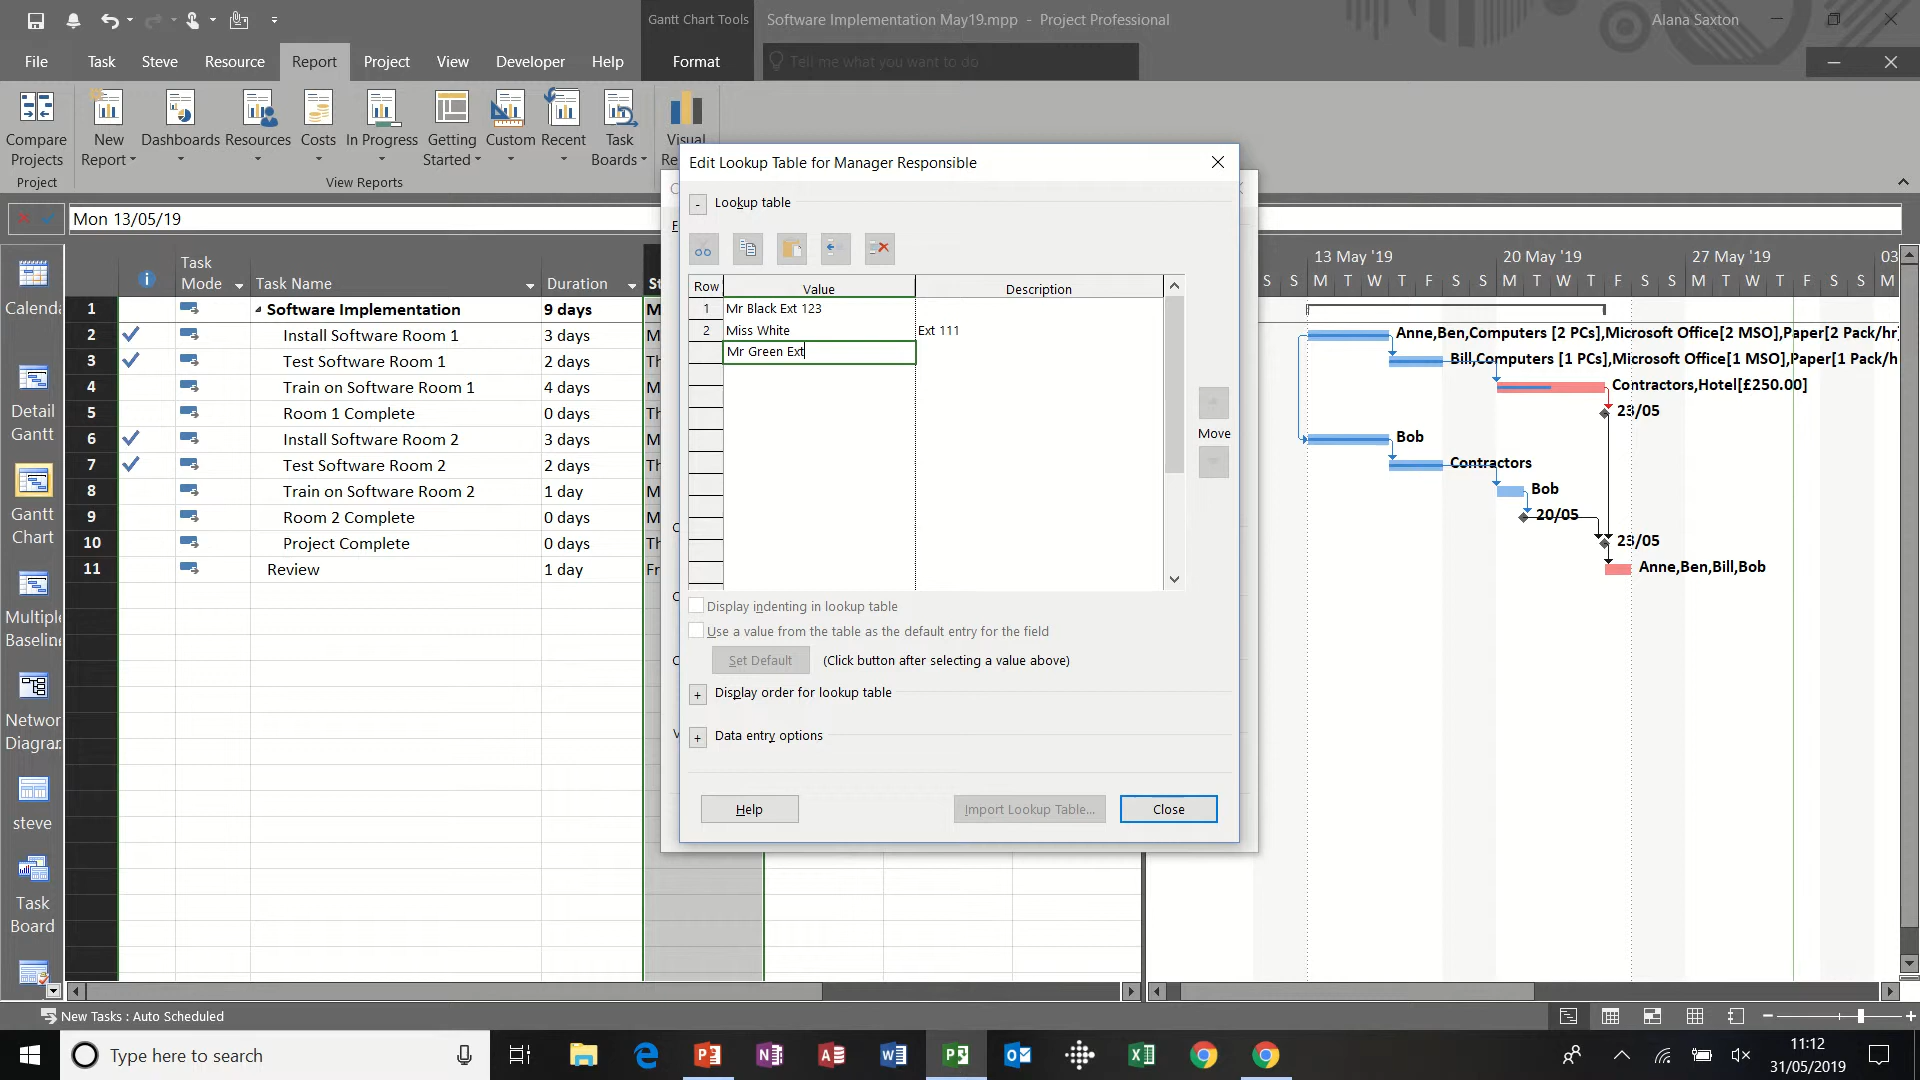 Gantt Chart Tools
Software Implementation May19.mpp - Project Professional
Alana Saxton
File
Task
Steve
Resource
Report
Project
View
Developer
Help
Format
Tell me what you want to do
Compare Projects
New Report
Dashboards
Resources
Costs
In Progress
Getting Started
Custom
Recent
Task Boards
Visual
Project
View Reports
Mon 13/05/19
Edit Lookup Table for Manager Responsible
- Lookup table
Row
Value
Description
1 Mr Black Ext 123
2 Miss White Ext 111
Mr Green Ext
Move
Display indenting in lookup table
Use a value from the table as the default entry for the field
Set Default (Click button after selecting a value above)
+ Display order for lookup table
+ Data entry options
Help
Import Lookup Table...
Close
Task Mode
Task Name
Duration
1 Software Implementation 9 days
2 Install Software Room 1 3 days
3 Test Software Room 1 2 days
4 Train on Software Room 1 4 days
5 Room 1 Complete 0 days
6 Install Software Room 2 3 days
7 Test Software Room 2 2 days
8 Train on Software Room 2 1 day
9 Room 2 Complete 0 days
10 Project Complete 0 days
11 Review 1 day
13 May '19
20 May '19
27 May '19
03
S S M T W T F S S M T W T F S S M T W T F S S M
Anne,Ben,Computers [2 PCs],Microsoft Office[2 MSO],Paper[2 Pack/hr]
Bill,Computers [1 PCs],Microsoft Office[1 MSO],Paper[1 Pack/h
Contractors,Hotel[£250.00]
23/05
Bob
Contractors
Bob
20/05
23/05
Anne,Ben,Bill,Bob
Calenda
Detail Gantt
Gantt Chart
Multiple Baseline
Networ Diagram
steve
Task Board
New Tasks : Auto Scheduled
Type here to search
11:12
31/05/2019